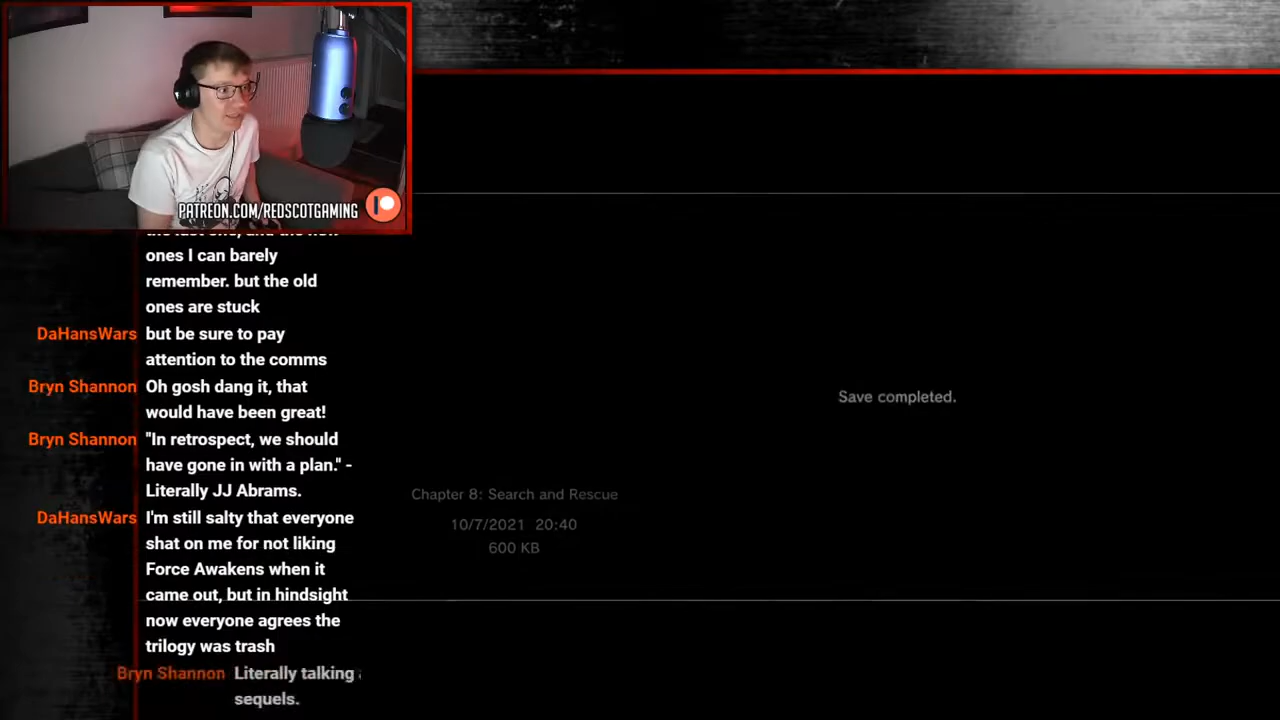 PATREON.COM/REDSCOTGAMING
ones I can barely
remember. but the old
ones are stuck
DaHansWars but be sure to pay
attention to the comms
Bryn Shannon Oh gosh dang it, that
would have been great!
Bryn Shannon "In retrospect, we should
have gone in with a plan." -
Literally JJ Abrams.
DaHansWars I'm still salty that everyone
shat on me for not liking
Force Awakens when it
came out, but in hindsight
now everyone agrees the
trilogy was trash
Bryn Shannon Literally talking
sequels.
Save completed.
Chapter 8: Search and Rescue
10/7/2021 20:40
600 KB